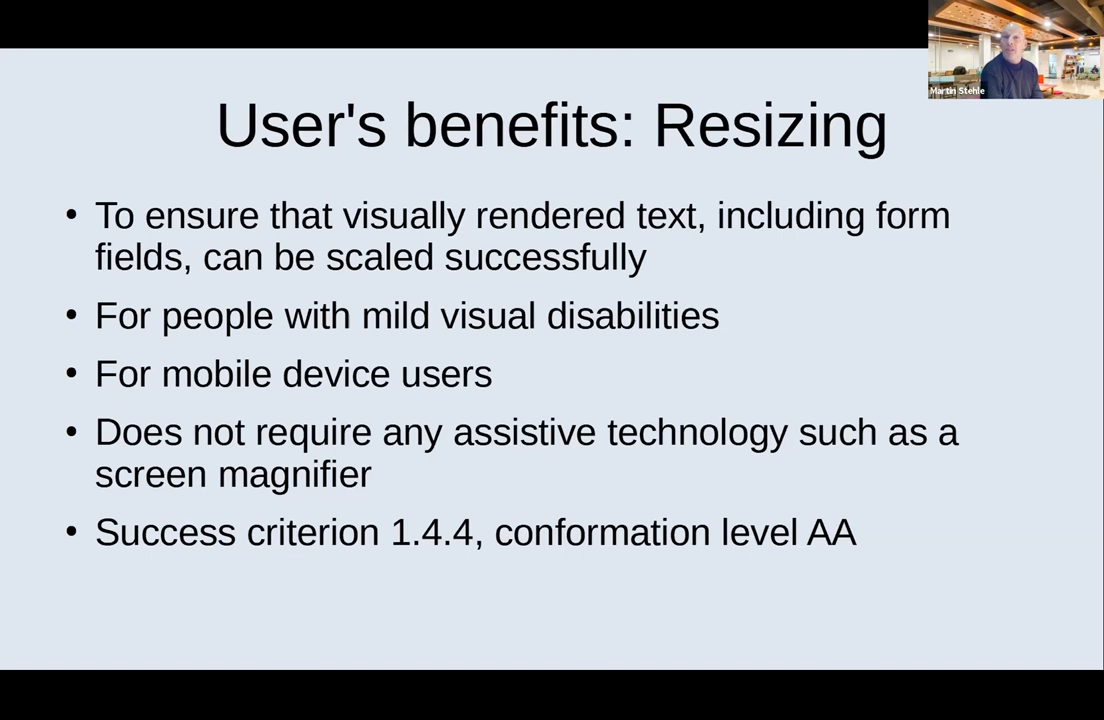 Martin Stehle
User's benefits: Resizing
• To ensure that visually rendered text, including form
fields, can be scaled successfully
• For people with mild visual disabilities
• For mobile device users
• Does not require any assistive technology such as a
screen magnifier
• Success criterion 1.4.4, conformation level AA